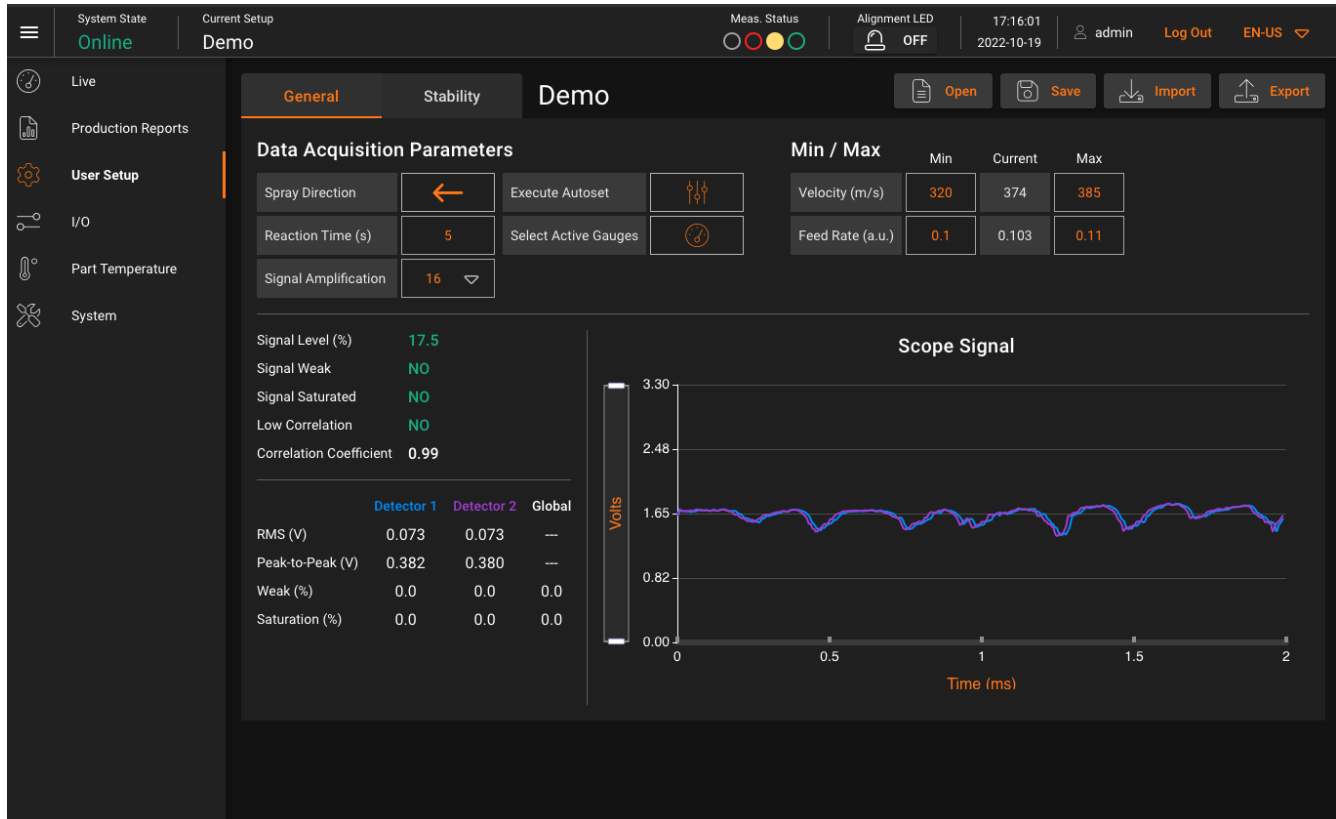 System State
Online
Current Setup
Demo
Meas. Status
Alignment LED
OFF
17:16:01
2022-10-19
admin
Log Out
EN-US
Live
Production Reports
User Setup
I/O
Part Temperature
System
General
Stability
Demo
Open
Save
Import
Export
Data Acquisition Parameters
Spray Direction
Execute Autoset
Reaction Time (s) 5
Select Active Gauges
Signal Amplification 16
Min / Max
Min Current Max
Velocity (m/s) 320 374 385
Feed Rate (a.u.) 0.1 0.103 0.11
Signal Level (%) 17.5
Signal Weak NO
Signal Saturated NO
Low Correlation NO
Correlation Coefficient 0.99
Detector 1 Detector 2 Global
RMS (V) 0.073 0.073 ---
Peak-to-Peak (V) 0.382 0.380 ---
Weak (%) 0.0 0.0 0.0
Saturation (%) 0.0 0.0 0.0
Scope Signal
Volts
3.30
2.48
1.65
0.82
0.00
0 0.5 1 1.5 2
Time (ms)